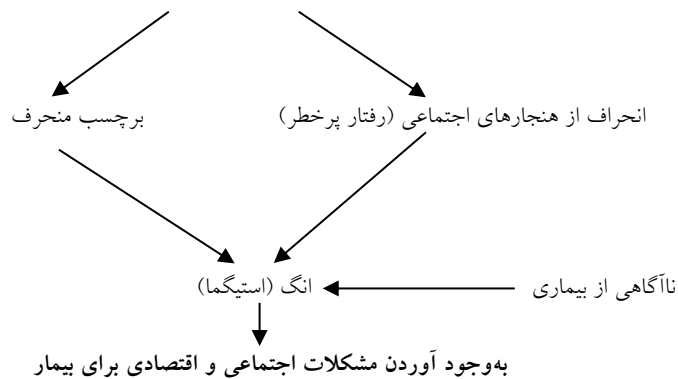 انحراف از هنجارهای اجتماعی (رفتار پرخطر)
برچسب منحرف
ناآگاهی از بیماری
انگ (استیگما)
به‌وجود آوردن مشکلات اجتماعی و اقتصادی برای بیمار